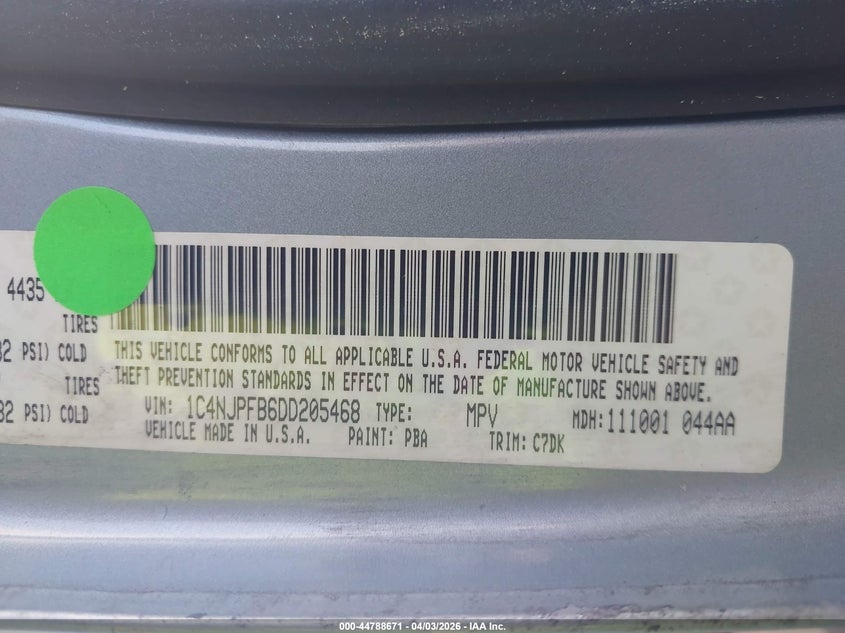 4435
TIRES
32 PSI) COLD
TIRES
32 PSI) COLD
THIS VEHICLE CONFORMS TO ALL APPLICABLE U.S.A. FEDERAL MOTOR VEHICLE SAFETY AND
THEFT PREVENTION STANDARDS IN EFFECT ON THE DATE OF MANUFACTURE SHOWN ABOVE.
VIN: 1C4NJPFB6DD205468 TYPE: MPV MDH:111001 044AA
VEHICLE MADE IN U.S.A. PAINT: PBA TRIM: C7DK
000-44788671 - 04/03/2026 - IAA Inc.